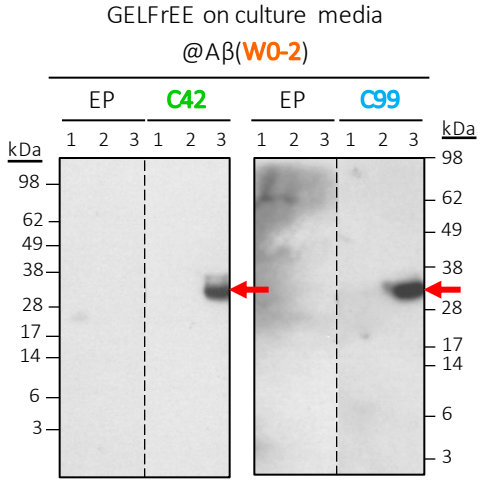 GELFrEE on culture media
@Aβ(W0-2)
EP C42 EP C99
kDa 1 2 3 1 2 3 1 2 3 1 2 3 kDa
98 98
62 62
49 49
38 38
28 28
17 17
14 14
6 6
3 3